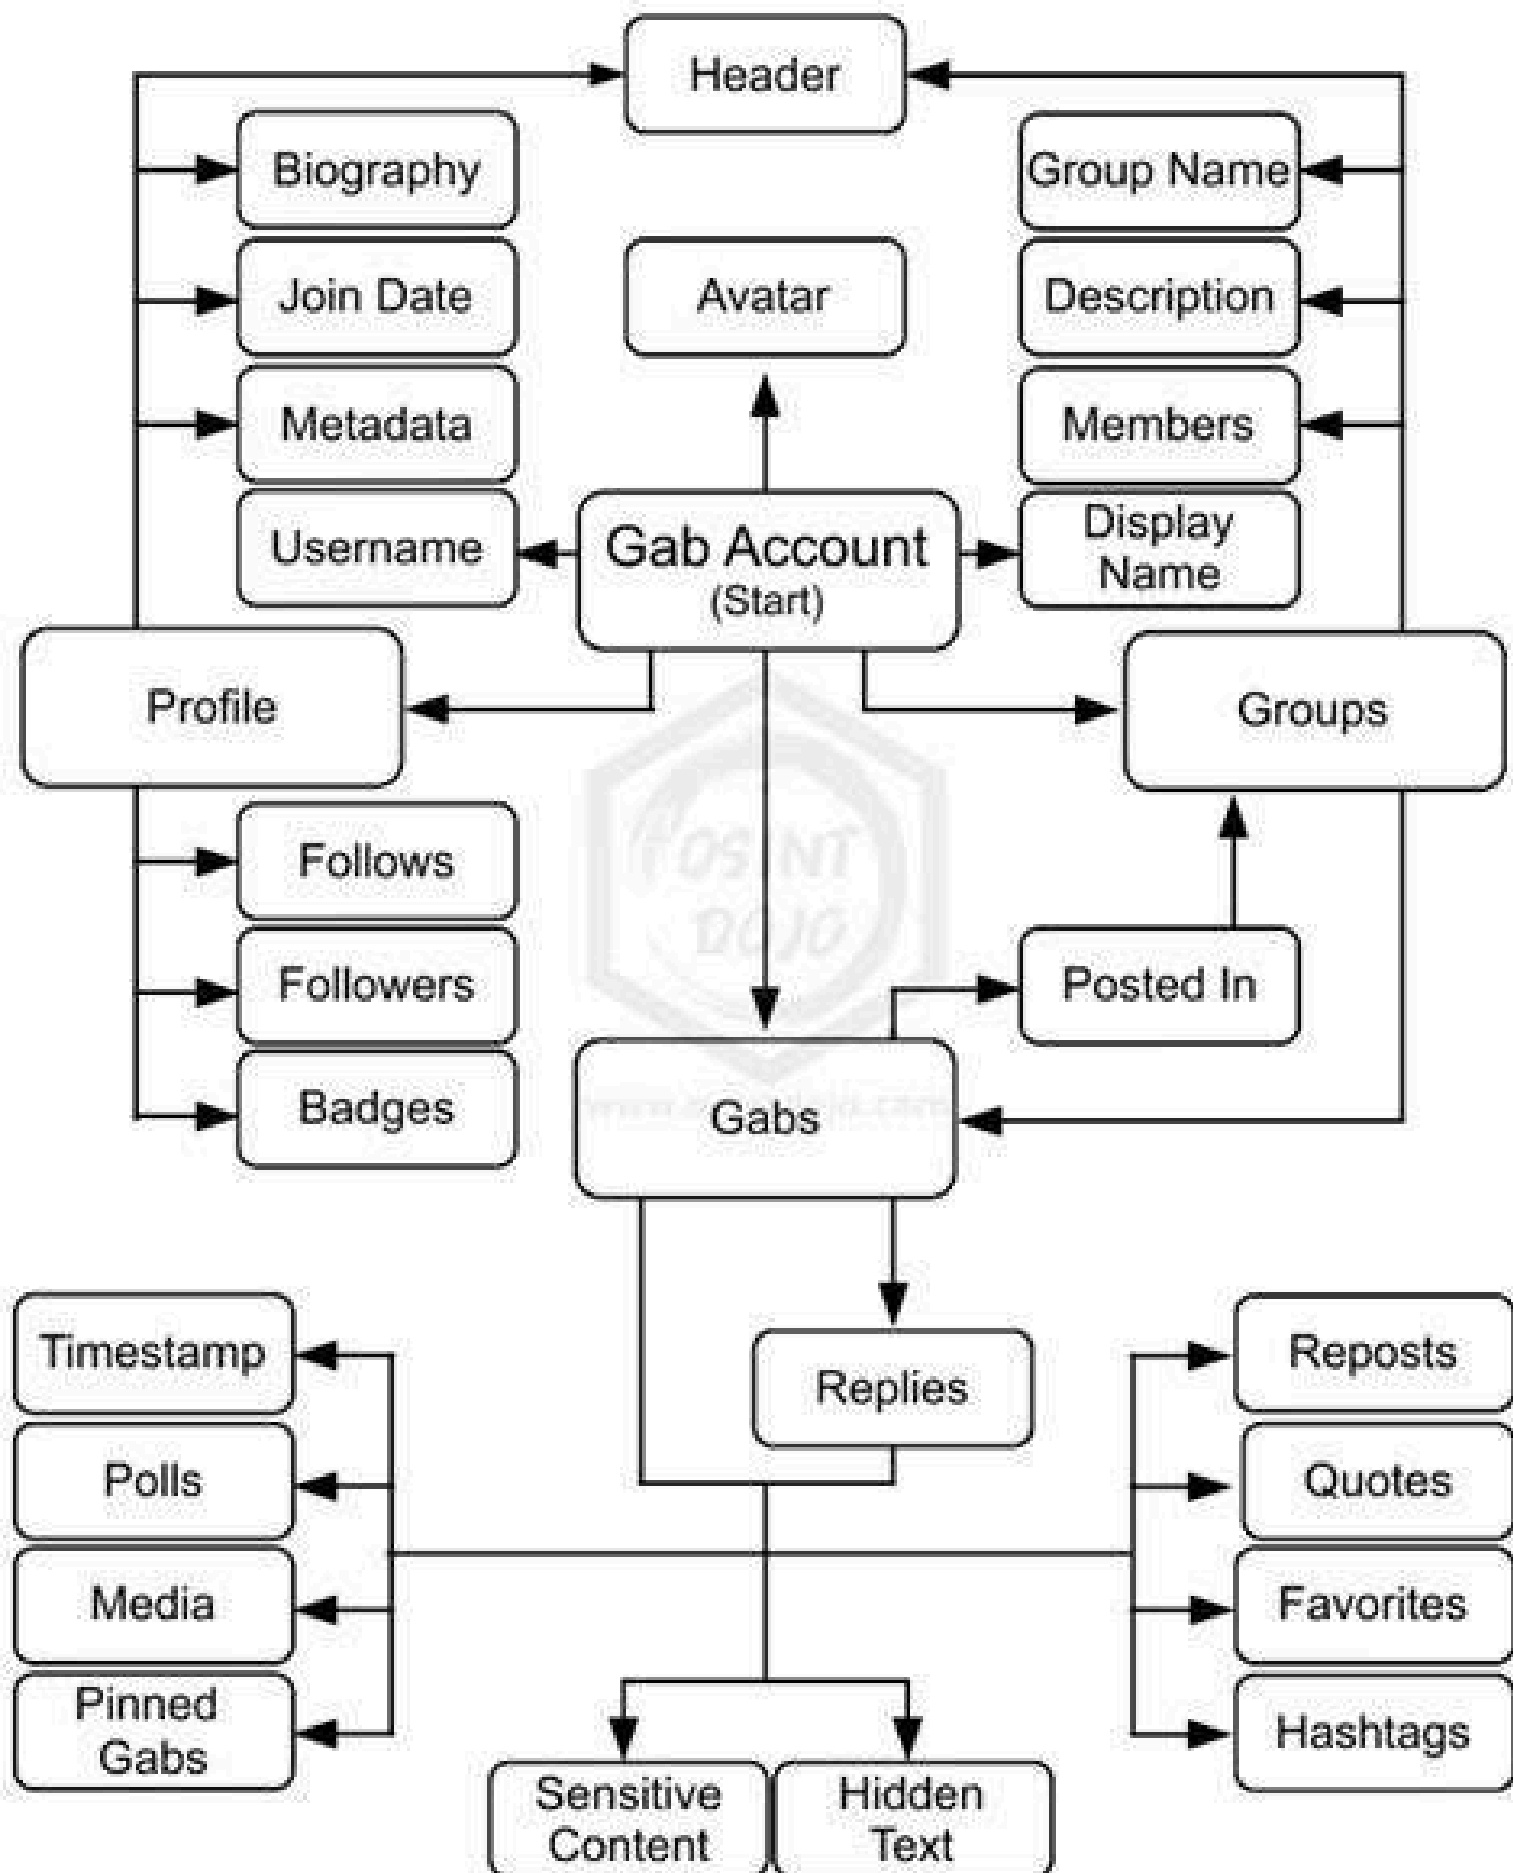 Header
Biography
Group Name
Join Date
Avatar
Description
Metadata
Members
Username
Gab Account
(Start)
Display
Name
Profile
Groups
OSINT
DOJO
Follows
Followers
Posted In
Badges
Gabs
Timestamp
Replies
Reposts
Polls
Quotes
Media
Favorites
Pinned
Gabs
Hashtags
Sensitive
Content
Hidden
Text